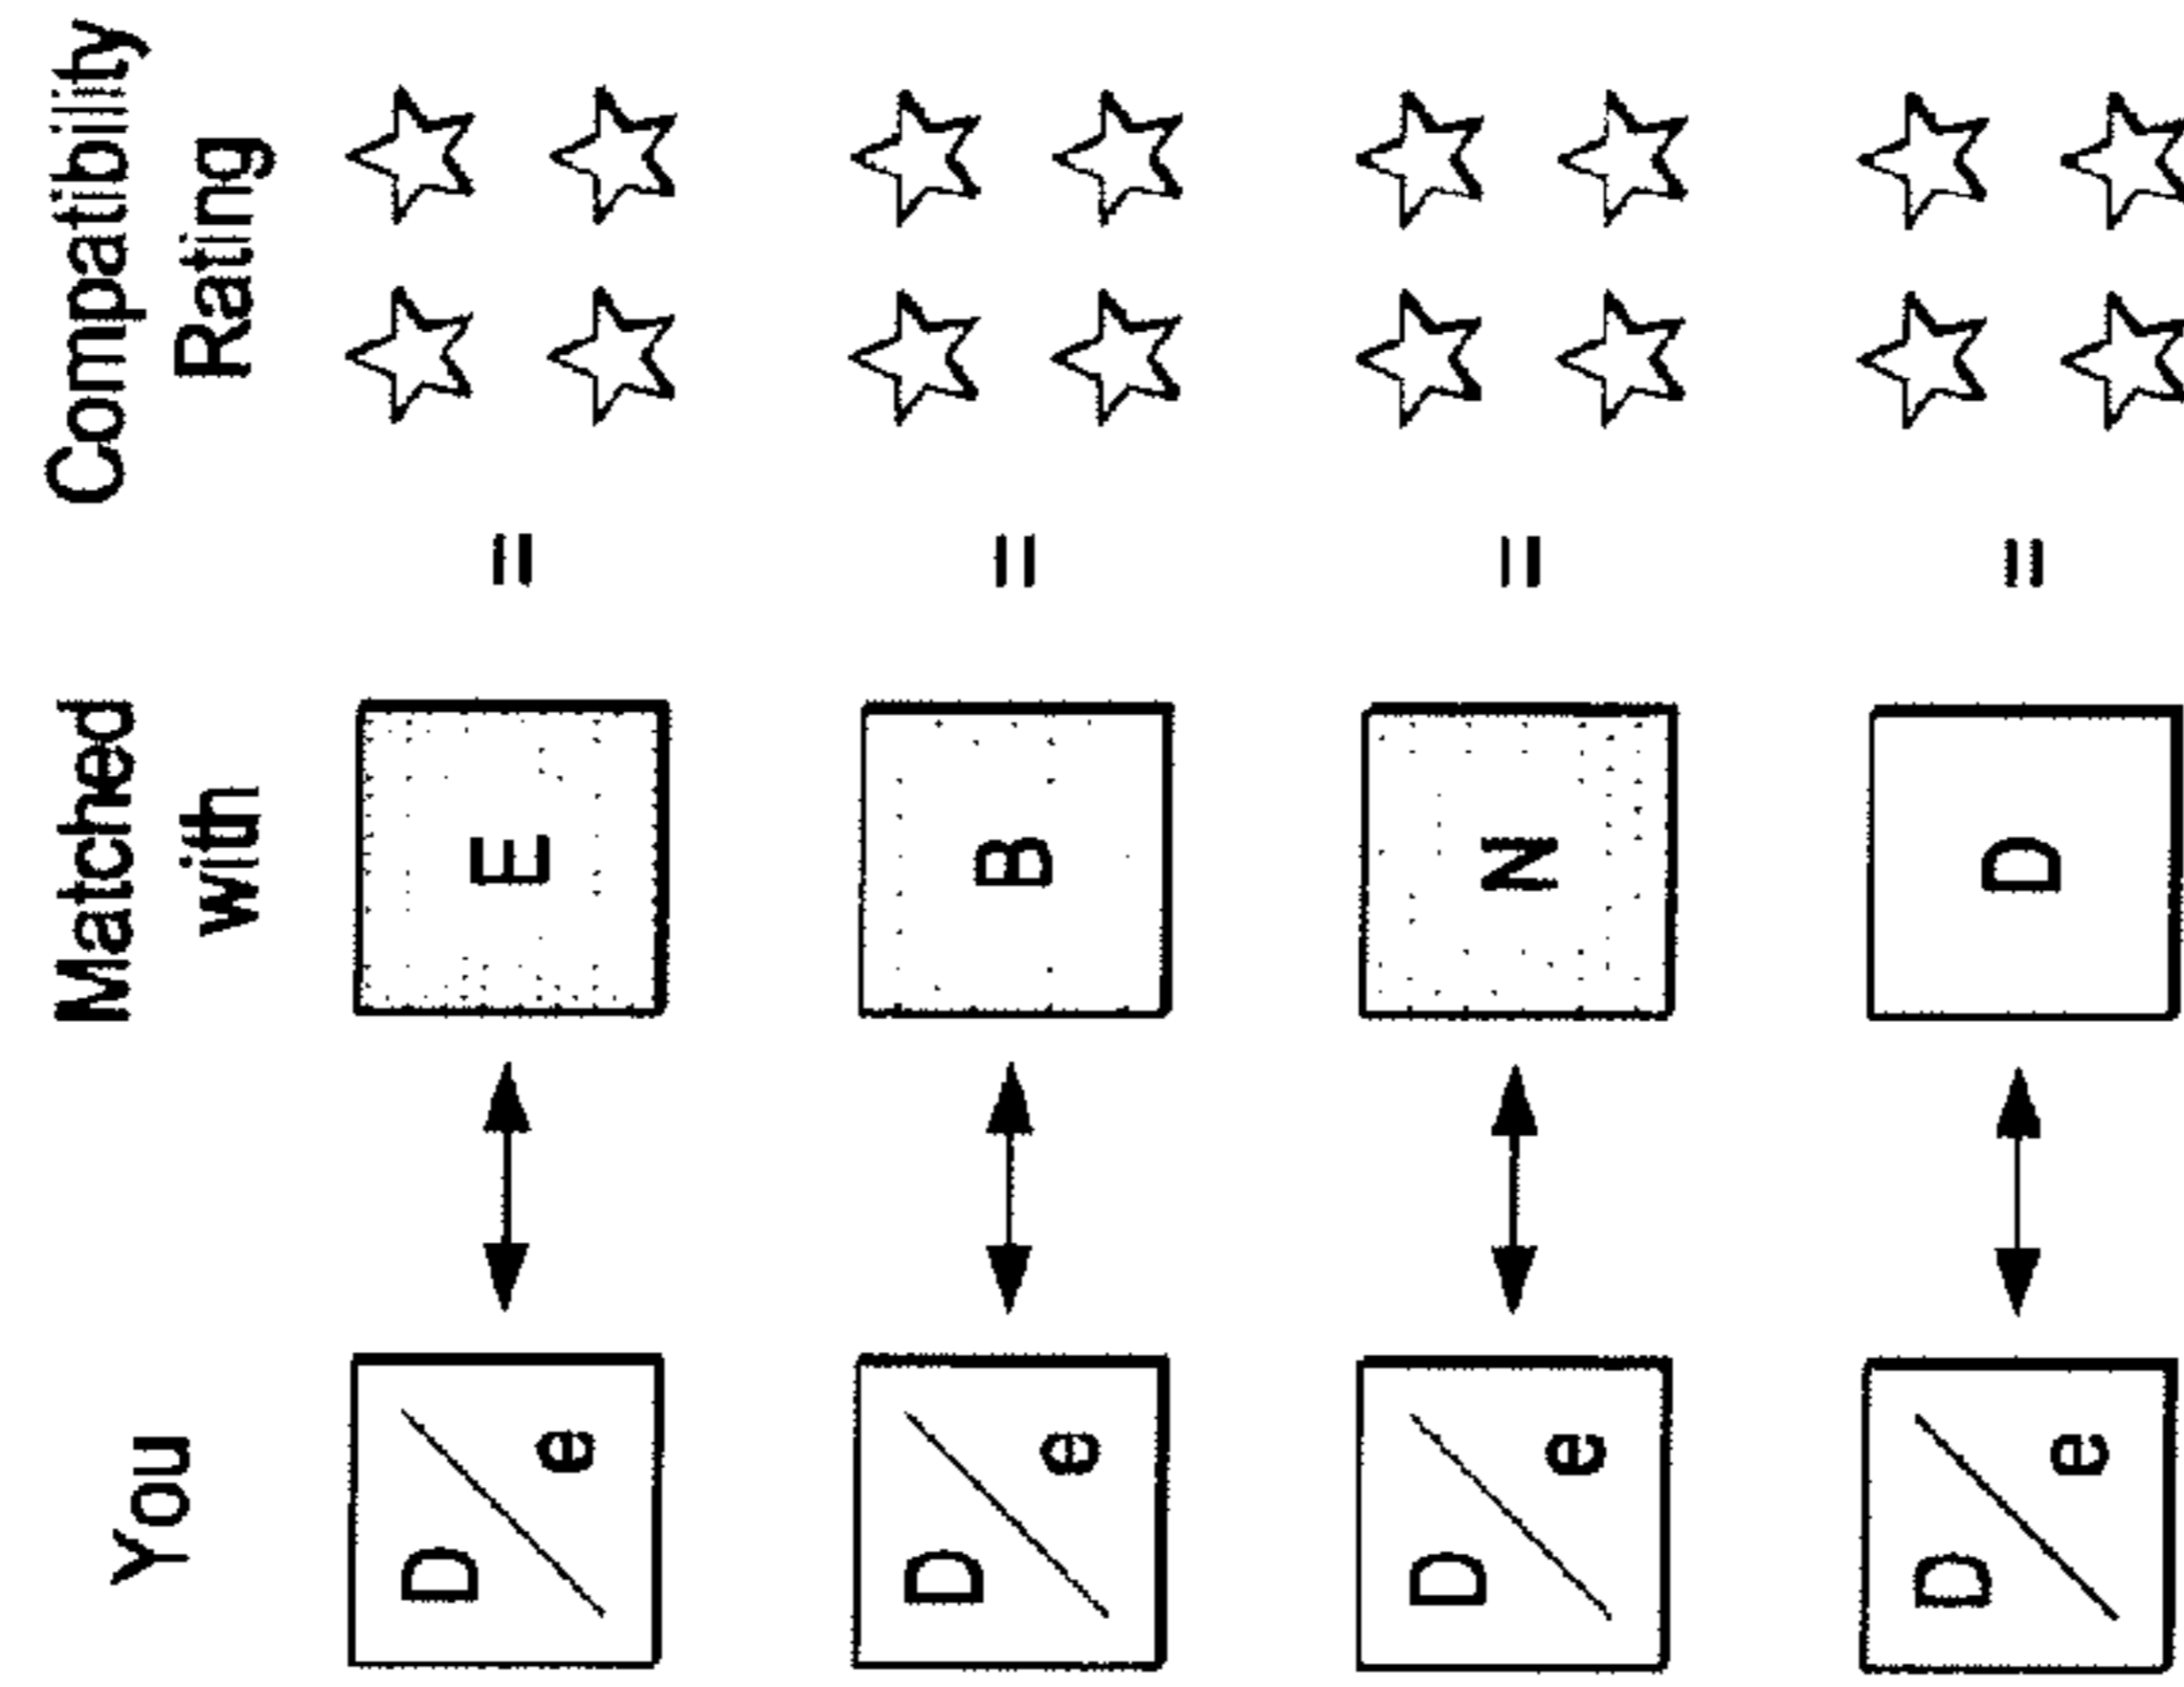 You
Matched
with
Compatibility
Rating
D e
E
=
D e
B
=
D e
N
=
D e
D
=